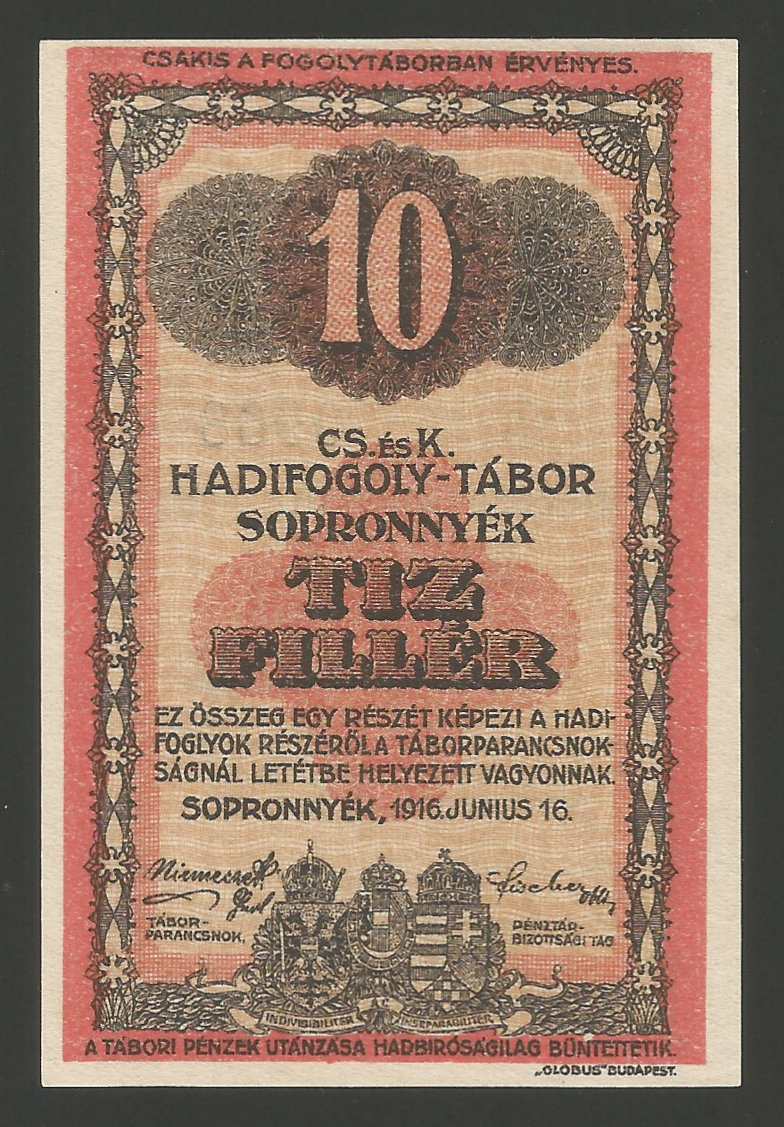 CSAKIS A FOGOLYTÁBORBAN ÉRVÉNYES.
10
CS. ÉS K.
HADIFOGOLY-TÁBOR
SOPRONNYÉK
TIZ
FILLÉR
EZ ÖSSZEG EGY RÉSZÉT KÉPEZI A HADI-
FOGLYOK RÉSZÉRŐL A TÁBORPARANCSNOK-
SÁGNÁL LETÉTBE HELYEZETT VAGYONNAK.
SOPRONNYÉK, 1916. JUNIUS 16.
Fischer
TÁBOR-
PARANCSNOK.
PÉNZTÁR-
BIZOTTSÁGI TAG
INDIVISIBILITER AC INSEPARABILITER
A TÁBORI PÉNZEK UTÁNZÁSA HADBIRÓSÁGILAG BÜNTETTETIK.
„GLOBUS" BUDAPEST.